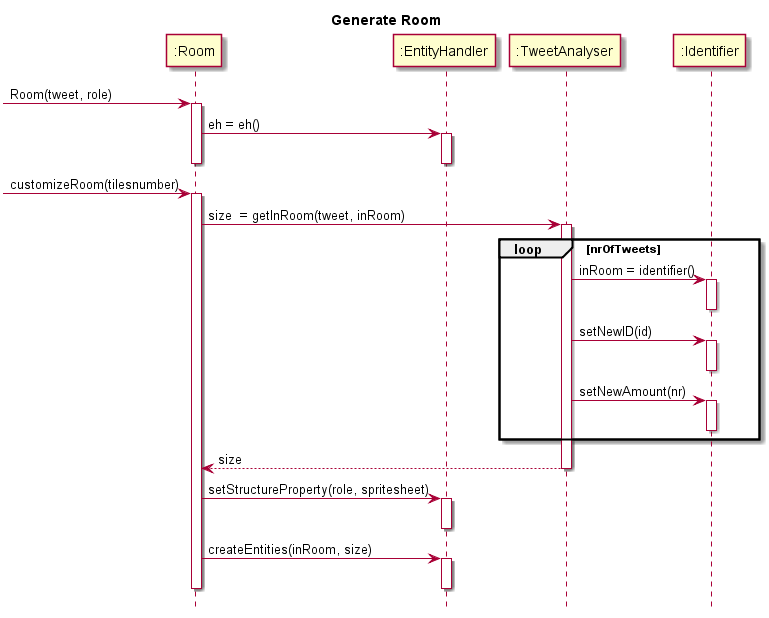 Generate Room
:Room
:EntityHandler
:TweetAnalyser
:Identifier
Room(tweet, role)
eh = eh()
customizeRoom(tilesnumber)
size  = getInRoom(tweet, inRoom)
loop
[nrOfTweets]
inRoom = identifier()
setNewID(id)
setNewAmount(nr)
size
setStructureProperty(role, spritesheet)
createEntities(inRoom, size)